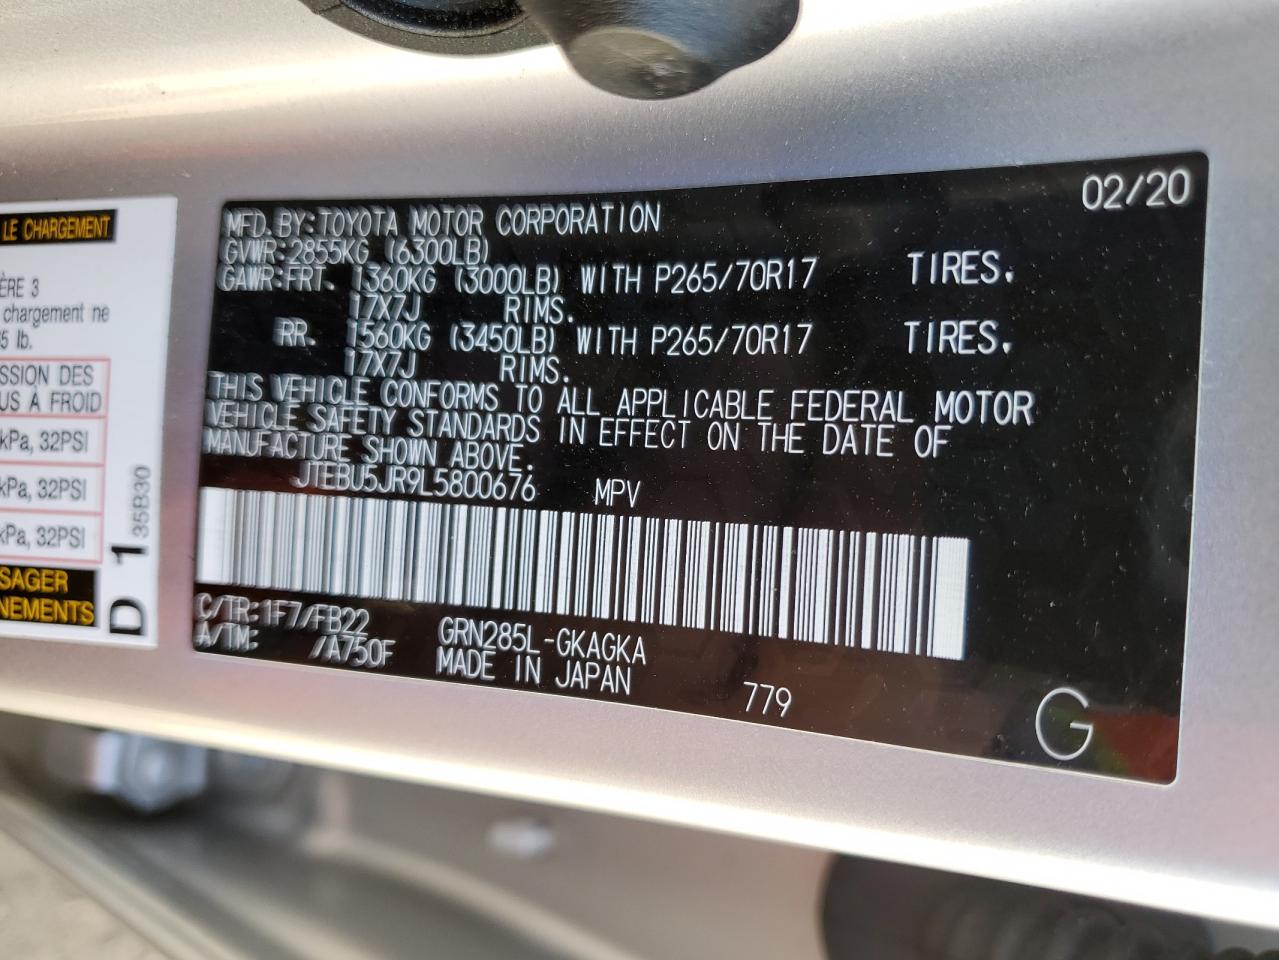 LE CHARGEMENT
ÈRE 3
chargement ne
5 lb.
SSION DES
US À FROID
kPa, 32PSI
kPa, 32PSI
kPa, 32PSI
SAGER
NEMENTS
D 1 35B30
02/20
MFD. BY: TOYOTA MOTOR CORPORATION
GVWR: 2855KG (6300LB)
GAWR: FRT. 1360KG (3000LB) WITH P265/70R17 TIRES.
17X7J RIMS.
RR. 1560KG (3450LB) WITH P265/70R17 TIRES.
17X7J RIMS.
THIS VEHICLE CONFORMS TO ALL APPLICABLE FEDERAL MOTOR
VEHICLE SAFETY STANDARDS IN EFFECT ON THE DATE OF
MANUFACTURE SHOWN ABOVE.
JTEBU5JR9L5800676 MPV
C/TR: 1F7/FB22
A/TM: /A750F GRN285L-GKAGKA
MADE IN JAPAN
779
G